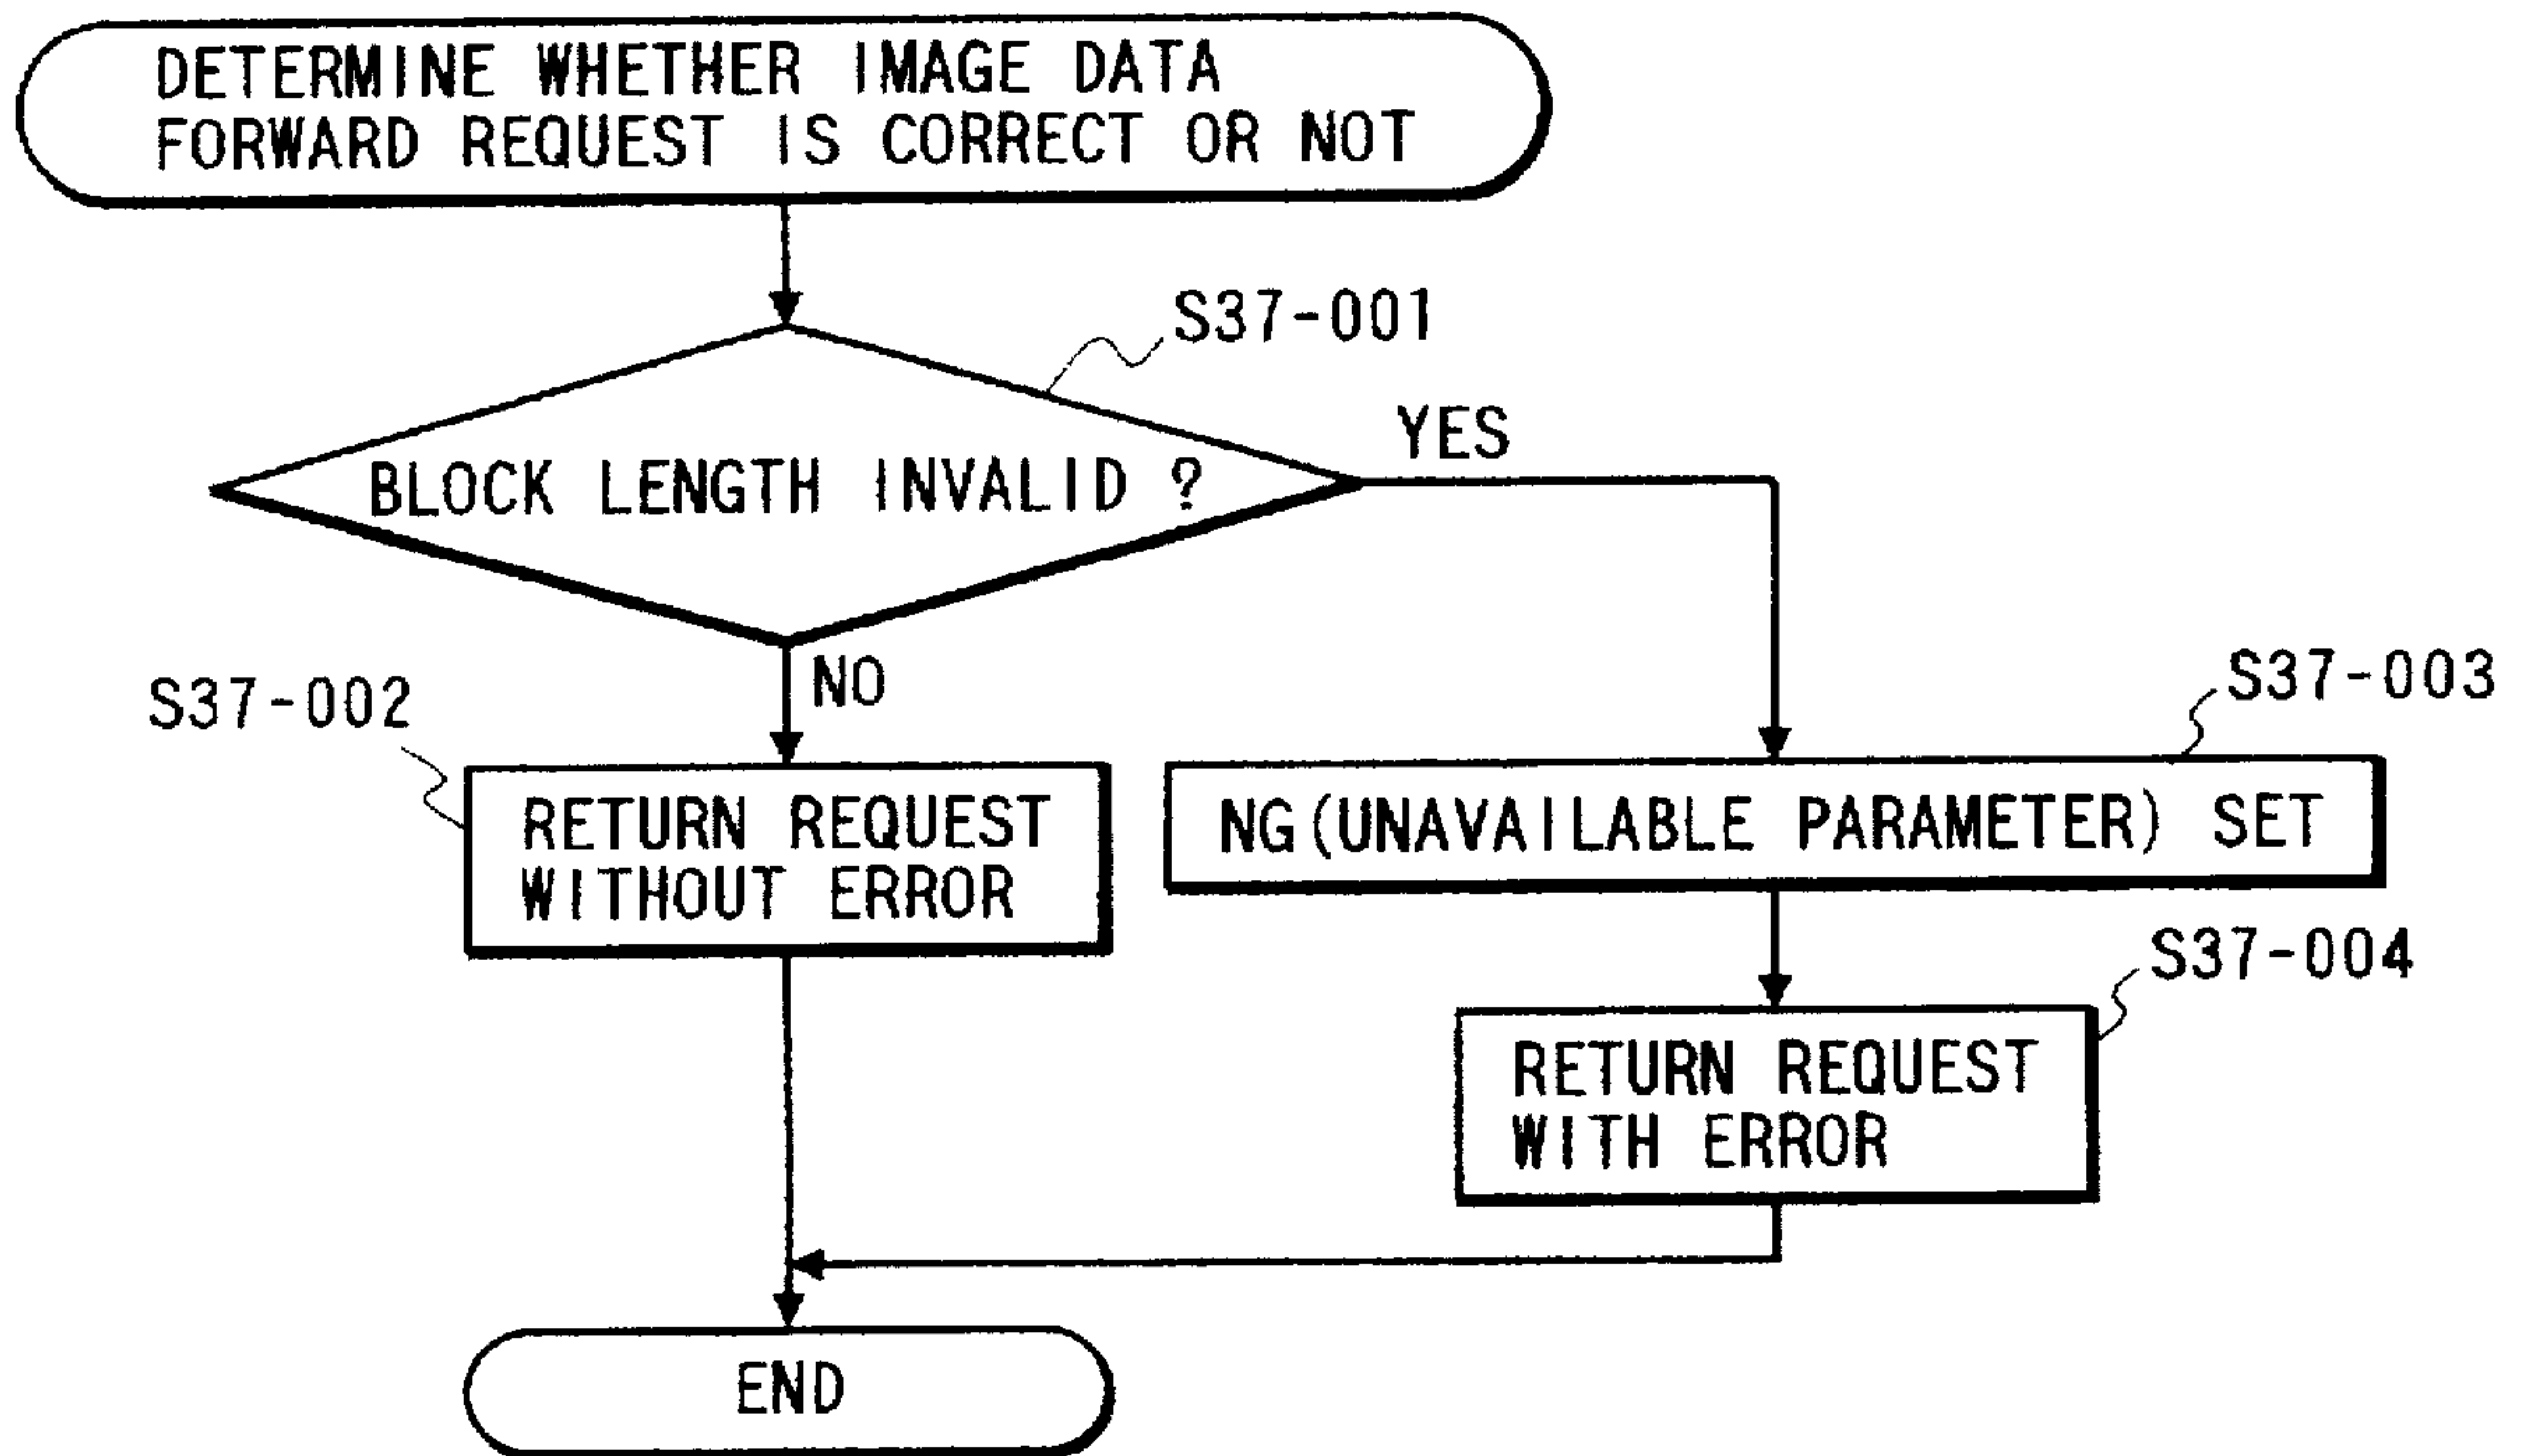 DETERMINE WHETHER IMAGE DATA
FORWARD REQUEST IS CORRECT OR NOT
S37-001
BLOCK LENGTH INVALID ?
YES
NO
S37-002
RETURN REQUEST
WITHOUT ERROR
S37-003
NG(UNAVAILABLE PARAMETER) SET
S37-004
RETURN REQUEST
WITH ERROR
END